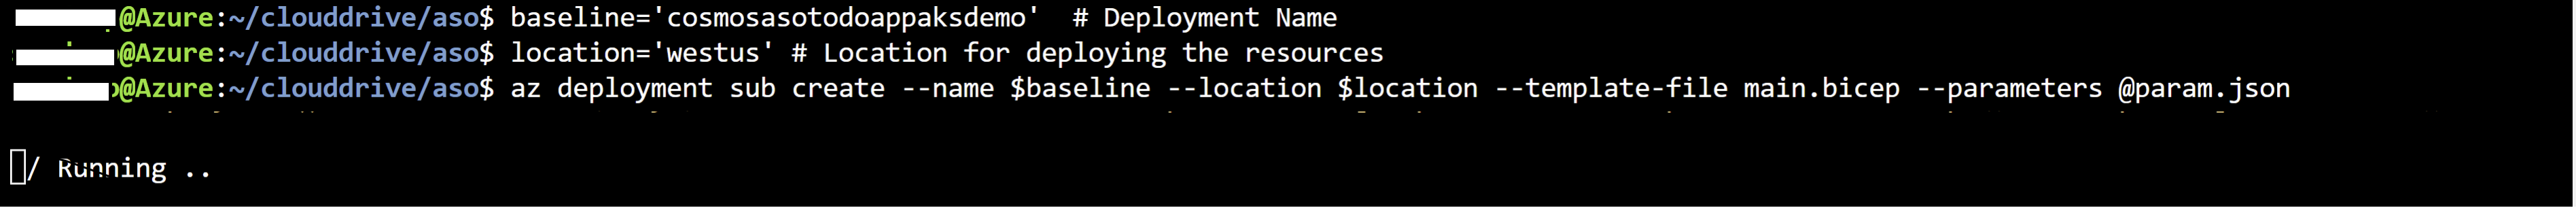 @Azure:~/clouddrive/aso$ baseline='cosmosasotodoappaksdemo'  # Deployment Name
@Azure:~/clouddrive/aso$ location='westus' # Location for deploying the resources
@Azure:~/clouddrive/aso$ az deployment sub create --name $baseline --location $location --template-file main.bicep --parameters @param.json
/ Running ..